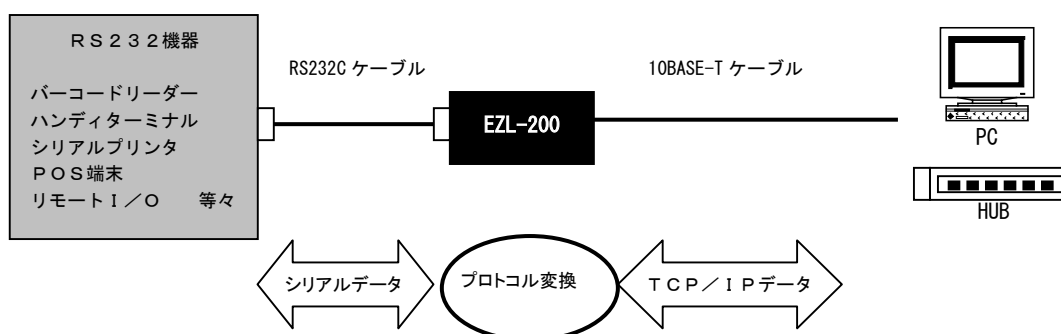 ＲＳ２３２機器
バーコードリーダー
ハンディターミナル
シリアルプリンタ
ＰＯＳ端末
リモートＩ／Ｏ　等々
RS232C ケーブル
EZL-200
10BASE-T ケーブル
PC
HUB
シリアルデータ
プロトコル変換
ＴＣＰ／ＩＰデータ